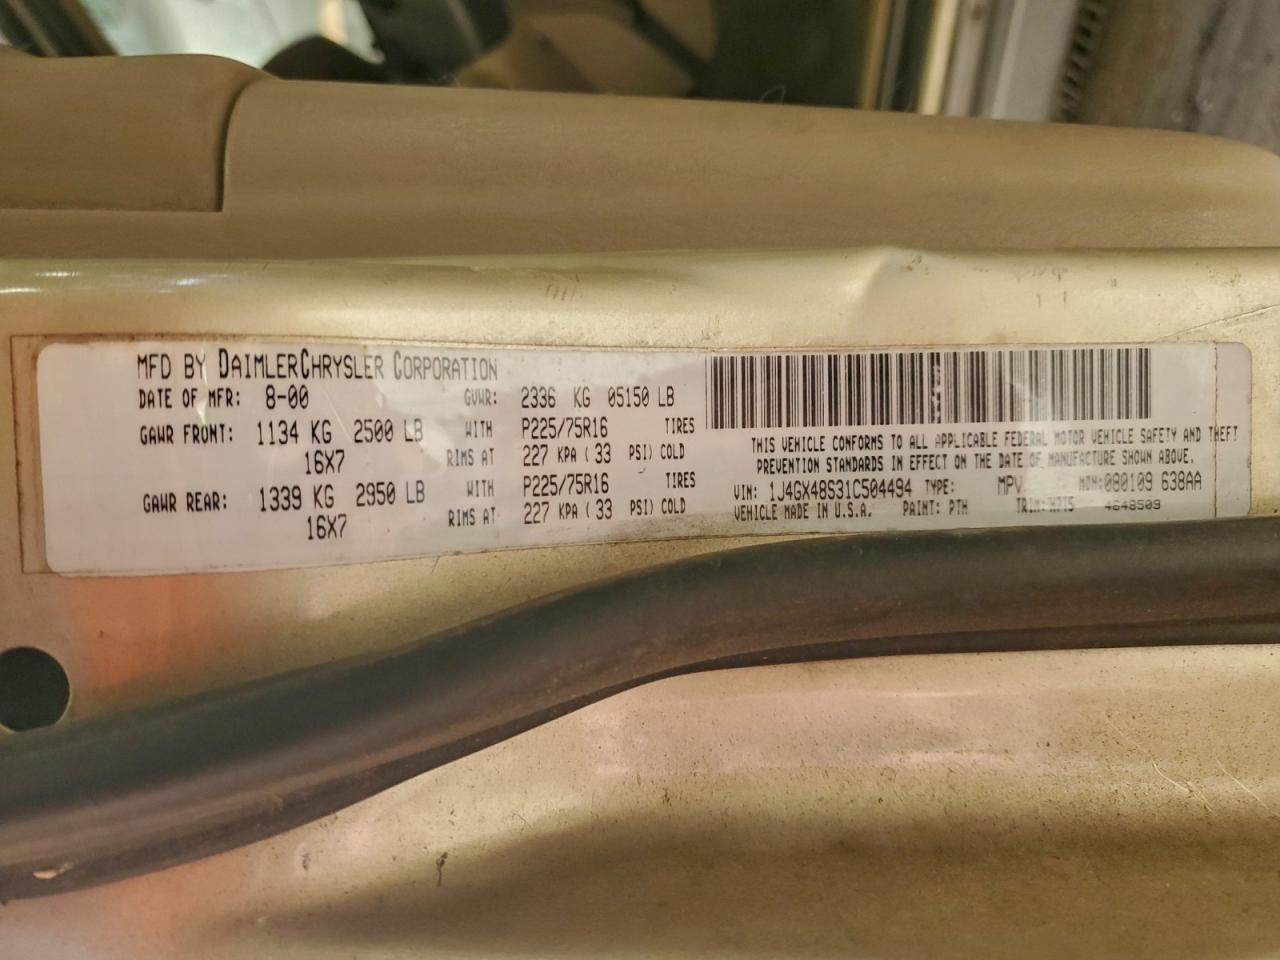 MFD BY DAIMLERCHRYSLER CORPORATION
DATE OF MFR: 8-00 GVWR: 2336 KG 05150 LB
GAWR FRONT: 1134 KG 2500 LB WITH P225/75R16 TIRES
16X7 RIMS AT 227 KPA ( 33 PSI) COLD
GAWR REAR: 1339 KG 2950 LB WITH P225/75R16 TIRES
16X7 RIMS AT 227 KPA ( 33 PSI) COLD
THIS VEHICLE CONFORMS TO ALL APPLICABLE FEDERAL MOTOR VEHICLE SAFETY AND THEFT
PREVENTION STANDARDS IN EFFECT ON THE DATE OF MANUFACTURE SHOWN ABOVE.
VIN: 1J4GX48S31C504494 TYPE: MPV MDH: 080109 638AA
VEHICLE MADE IN U.S.A. PAINT: PTH TRIM: 4648509